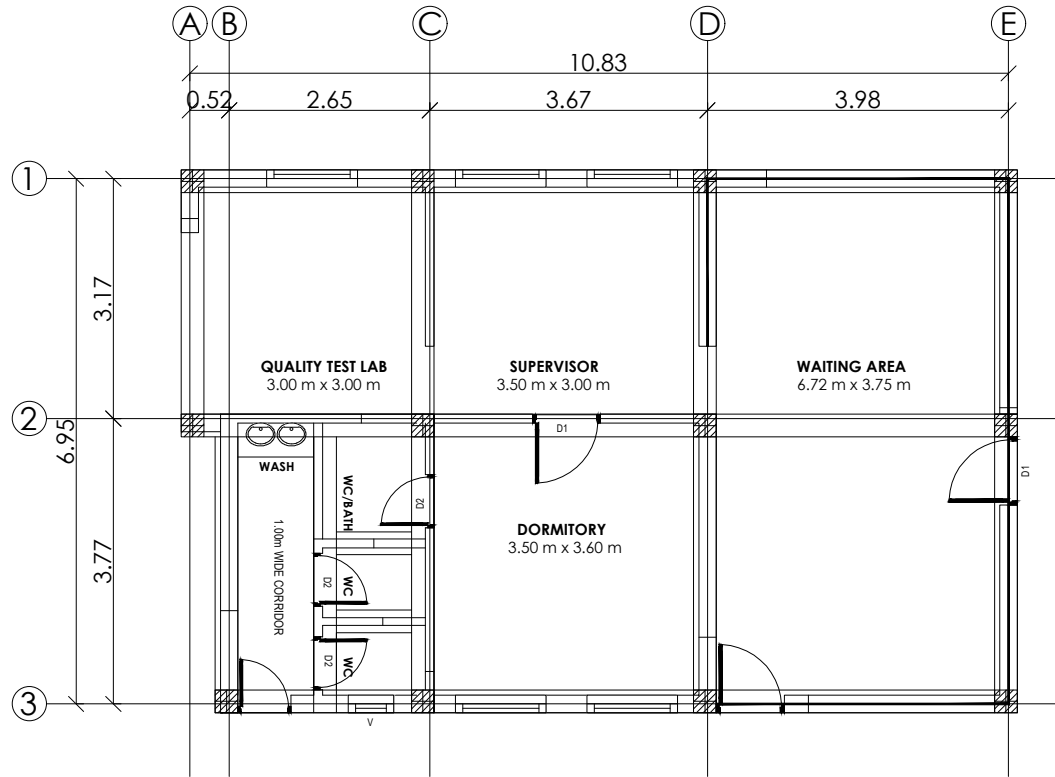 A B C D E
10.83
0.52 2.65 3.67 3.98
1
3.17
QUALITY TEST LAB
3.00 m x 3.00 m
SUPERVISOR
3.50 m x 3.00 m
WAITING AREA
6.72 m x 3.75 m
2
6.95
D1
WASH
WC/BATH
D2
D1
DORMITORY
3.50 m x 3.60 m
1.00m WIDE CORRIDOR
3.77
D2
WC
D2
WC
3
V